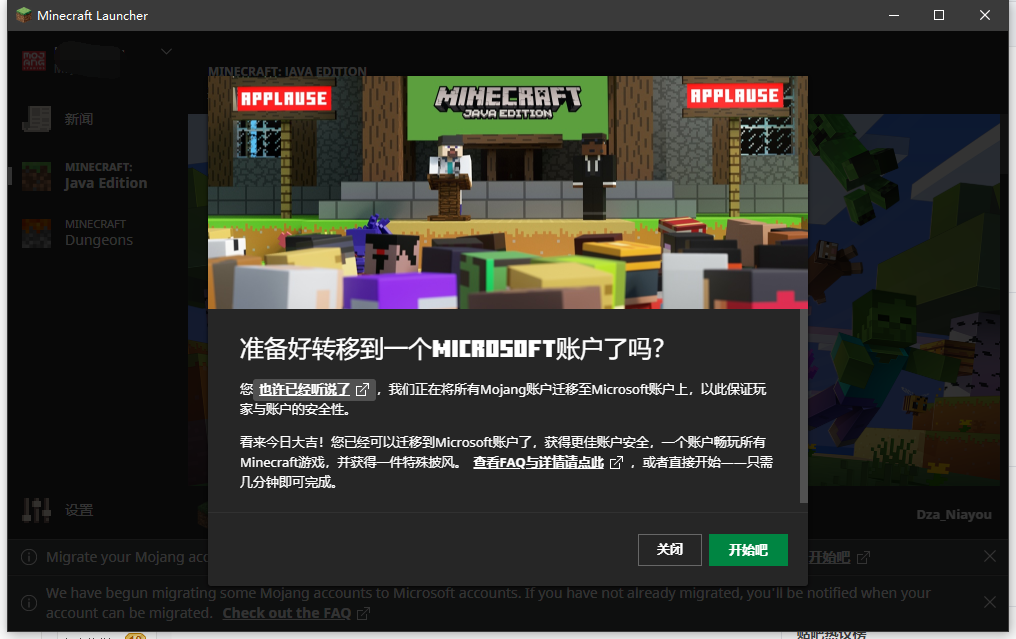 Minecraft Launcher
MINECRAFT: JAVA EDITION
新闻
MINECRAFT:
Java Edition
MINECRAFT
Dungeons
设置
APPLAUSE
MINECRAFT
JAVA EDITION
APPLAUSE
准备好转移到一个MICROSOFT账户了吗?
您 也许已经听说了 ，我们正在将所有Mojang账户迁移至Microsoft账户上，以此保证玩
家与账户的安全性。
看来今日大吉！您已经可以迁移到Microsoft账户了，获得更佳账户安全，一个账户畅玩所有
Minecraft游戏，并获得一件特殊披风。 查看FAQ与详情请点此 ，或者直接开始——只需
几分钟即可完成。
关闭
开始吧
Dza_Niayou
Migrate your Mojang acc
开始吧
We have begun migrating some Mojang accounts to Microsoft accounts. If you have not already migrated, you'll be notified when your
account can be migrated. Check out the FAQ
贴吧热议榜